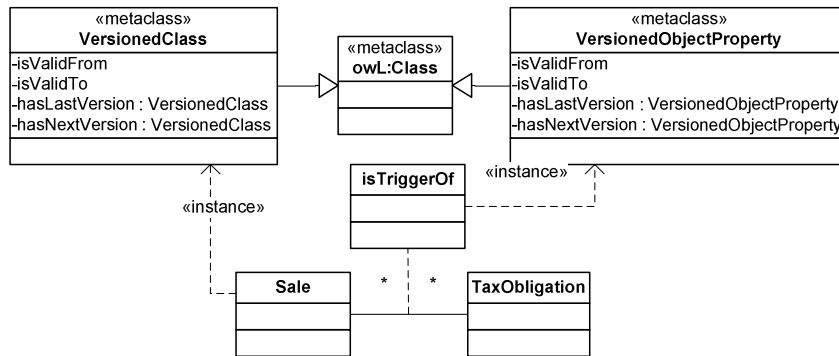 «metaclass»
VersionedClass
-isValidFrom
-isValidTo
-hasLastVersion : VersionedClass
-hasNextVersion : VersionedClass
«metaclass»
owL:Class
«metaclass»
VersionedObjectProperty
-isValidFrom
-isValidTo
-hasLastVersion : VersionedObjectProperty
-hasNextVersion : VersionedObjectProperty
«instance»
isTriggerOf
«instance»
Sale
*
*
TaxObligation